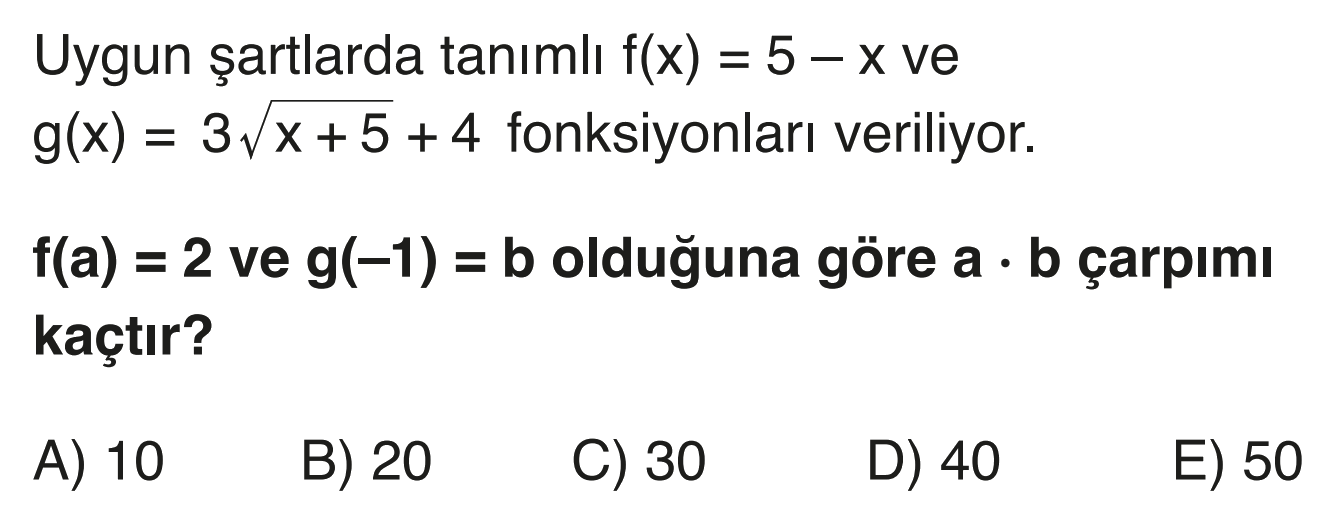 Uygun şartlarda tanımlı f(x) = 5 – x ve
g(x) = 3√(x + 5) + 4 fonksiyonları veriliyor.
f(a) = 2 ve g(–1) = b olduğuna göre a · b çarpımı
kaçtır?
A) 10 B) 20 C) 30 D) 40 E) 50